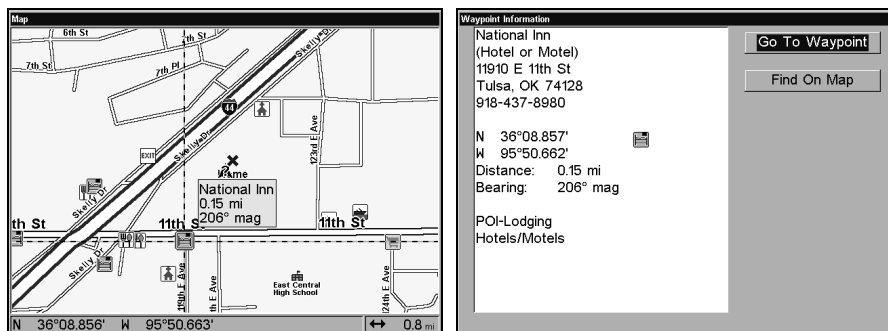 Map
6th St
7th St
7th St
7th Pl
Skelly Dr
44
EXIT
Skelly Dr
123rd E Ave
Name
National Inn
0.15 mi
206° mag
Skelly Dr
th St
11th S
11th St
Skelly Dr
119th E Ave
th E Ave
East Central
High School
124th E Ave
N 36°08.856' W 95°50.663'
0.8 mi
Waypoint Information
National Inn
(Hotel or Motel)
11910 E 11th St
Tulsa, OK 74128
918-437-8980
N 36°08.857'
W 95°50.662'
Distance: 0.15 mi
Bearing: 206° mag
POI-Lodging
Hotels/Motels
Go To Waypoint
Find On Map